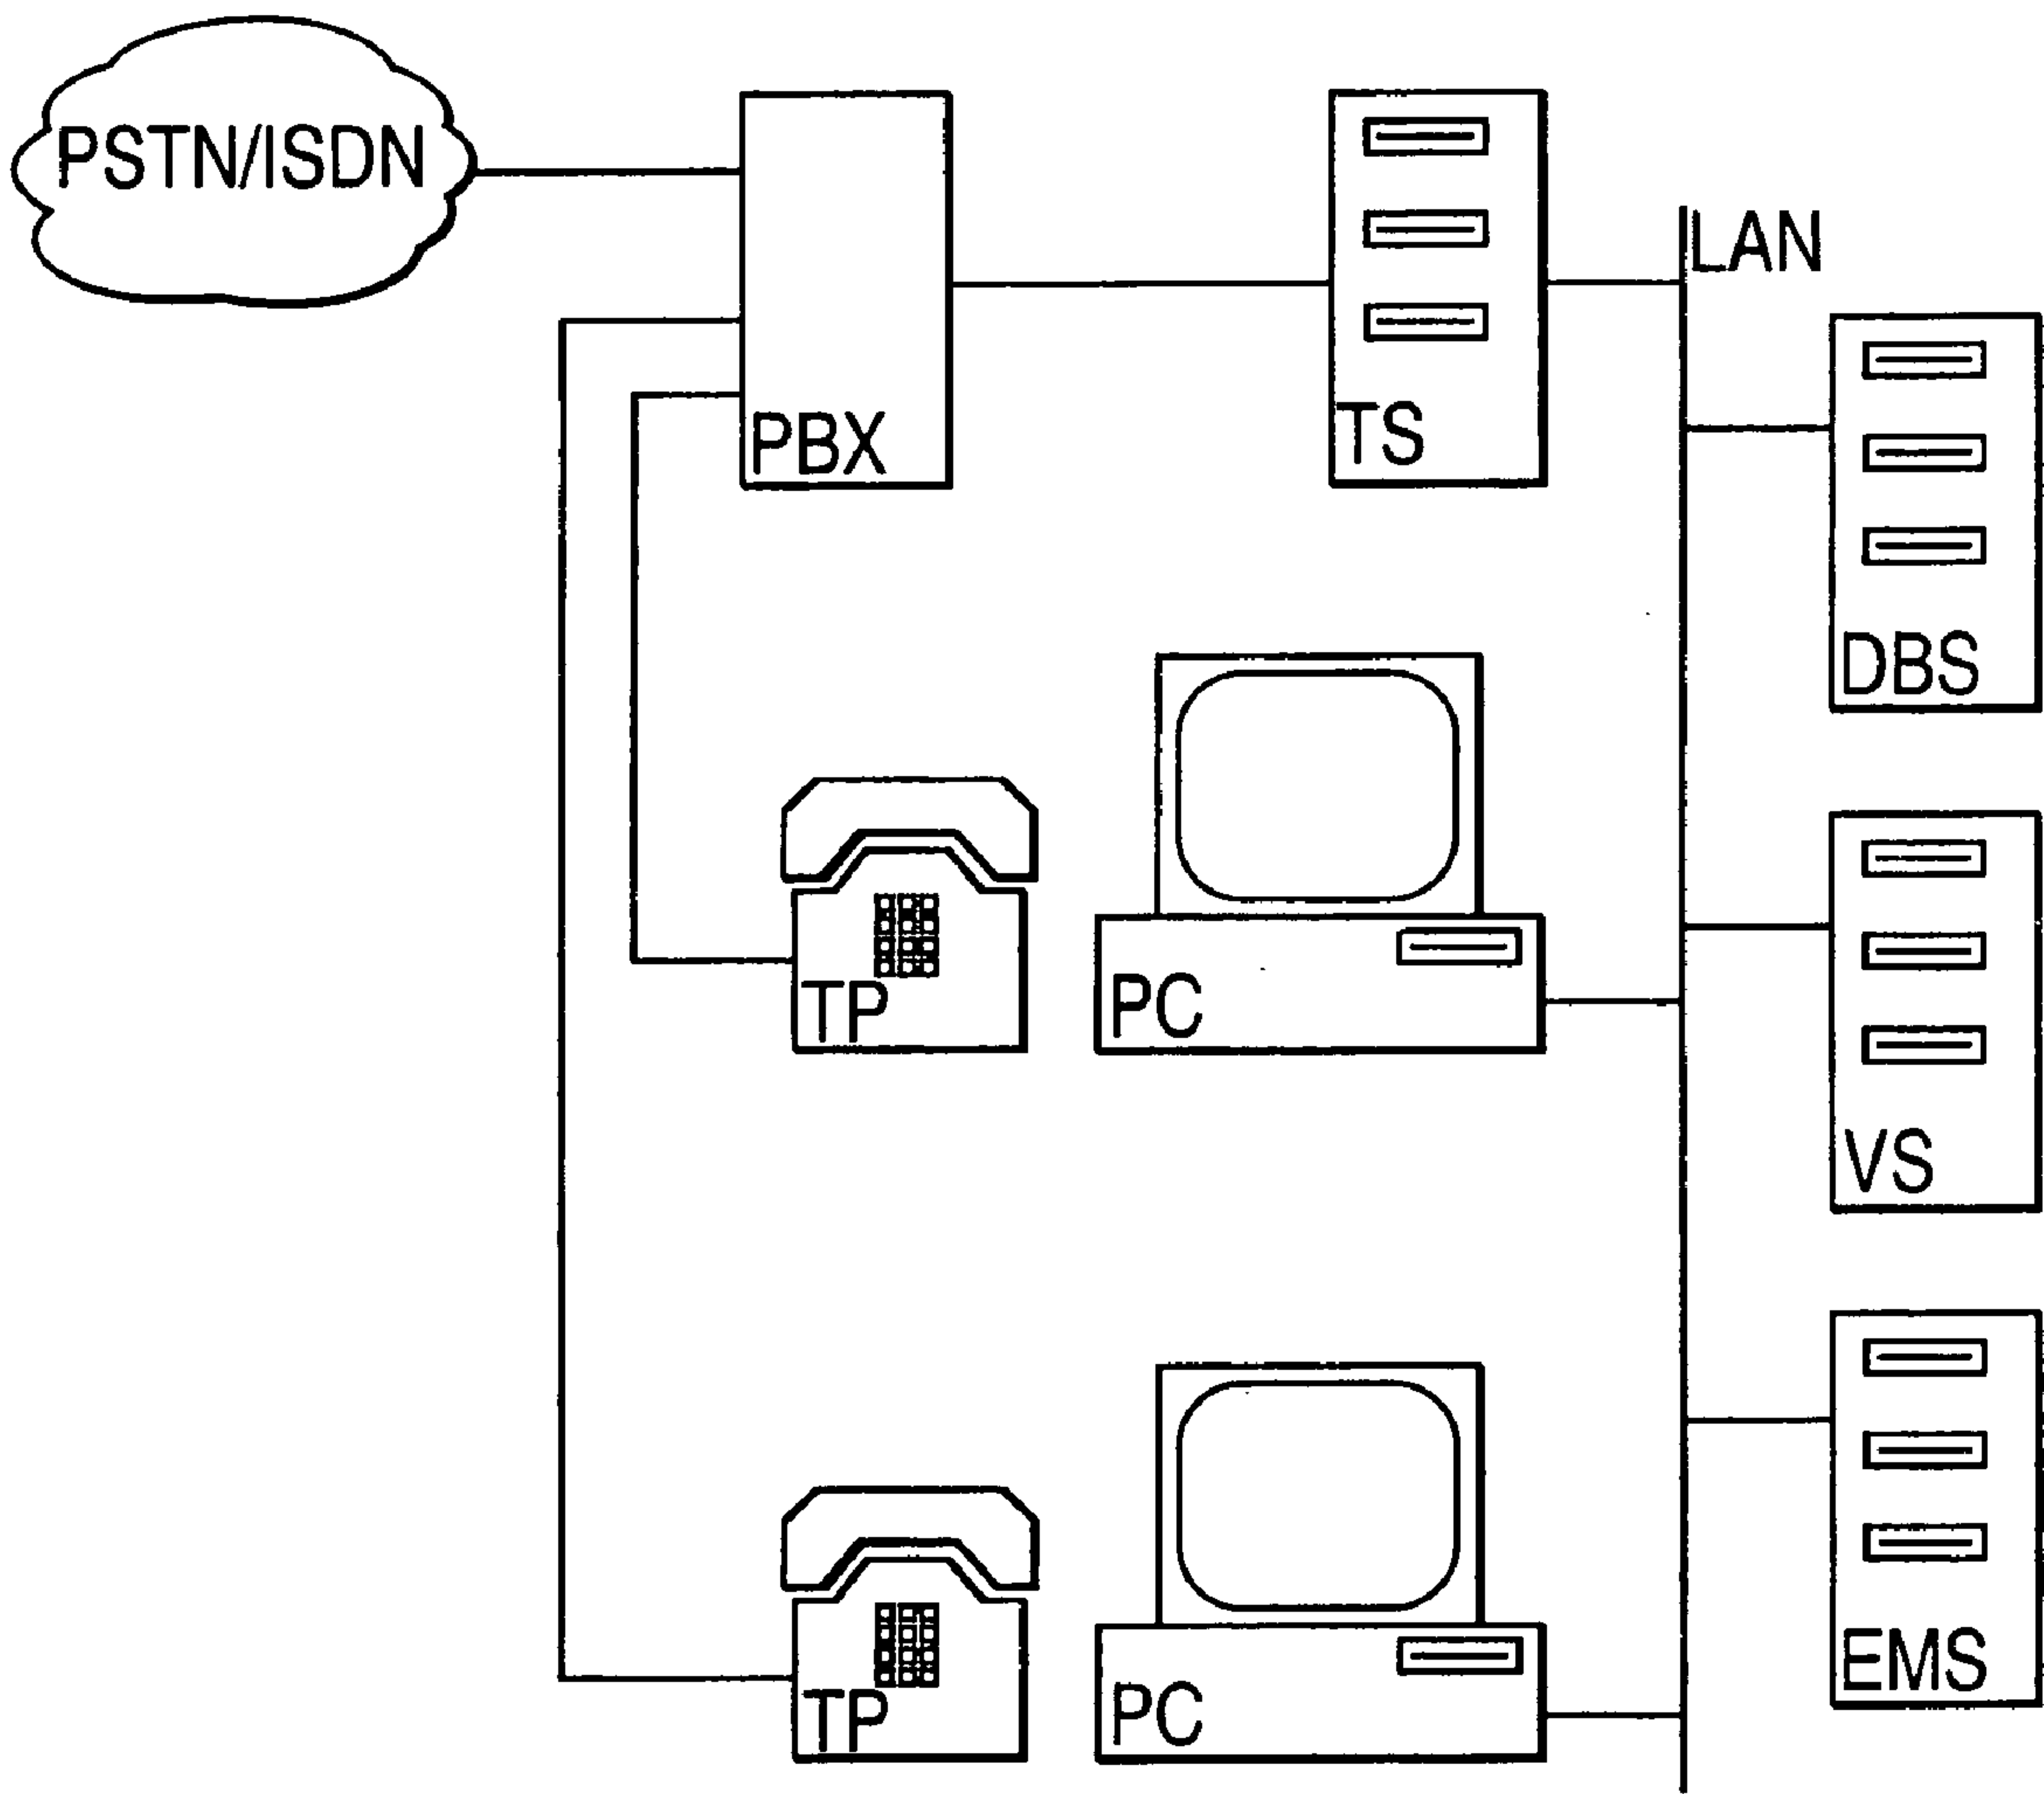 PSTN/ISDN
LAN
PBX
TS
DBS
TP
PC
VS
EMS
TP
PC